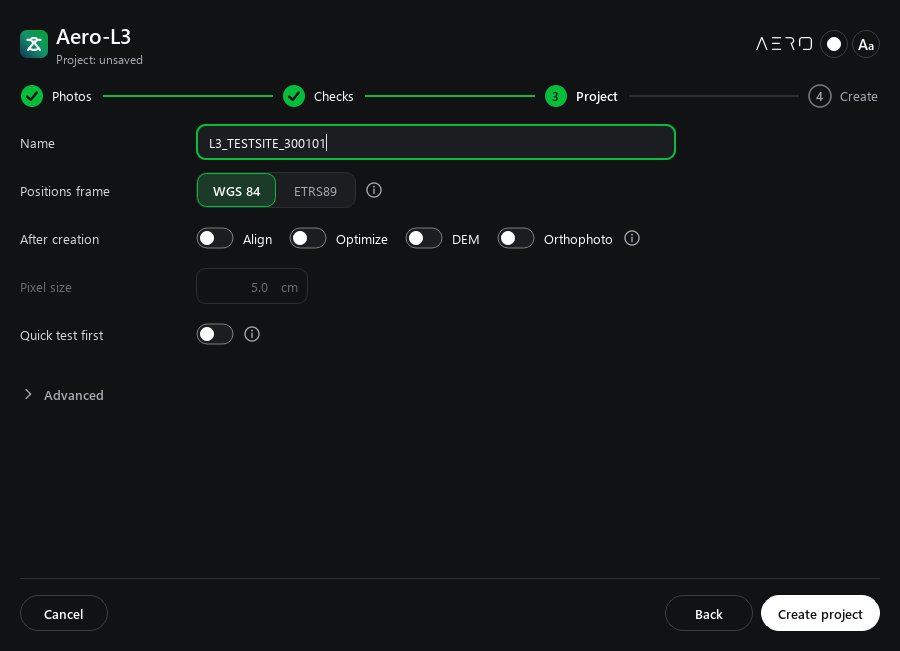 Aero-L3
Project: unsaved
AERO
Aa
Photos
Checks
3 Project
4 Create
Name
L3_TESTSITE_300101
Positions frame
WGS 84
ETRS89
After creation
Align
Optimize
DEM
Orthophoto
Pixel size
5.0 cm
Quick test first
Advanced
Cancel
Back
Create project